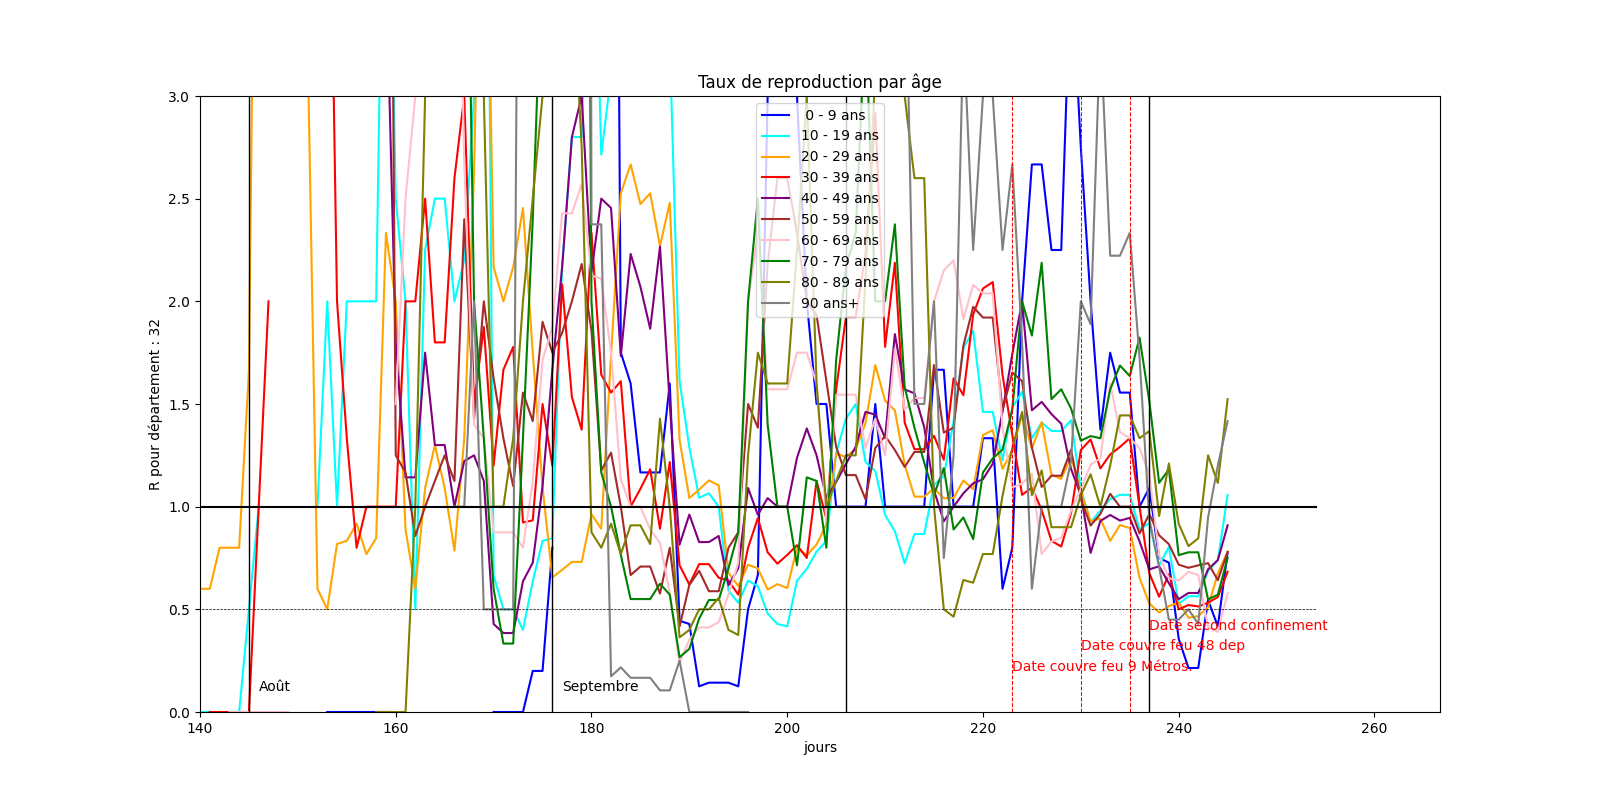 Taux de reproduction par âge
3.0
2.5
2.0
1.5
1.0
0.5
0.0
R pour département : 32
0 - 9 ans
10 - 19 ans
20 - 29 ans
30 - 39 ans
40 - 49 ans
50 - 59 ans
60 - 69 ans
70 - 79 ans
80 - 89 ans
90 ans+
Date second confinement
Date couvre feu 48 dep
Date couvre feu 9 Métros.
Août
Septembre
140
160
180
200
220
240
260
jours